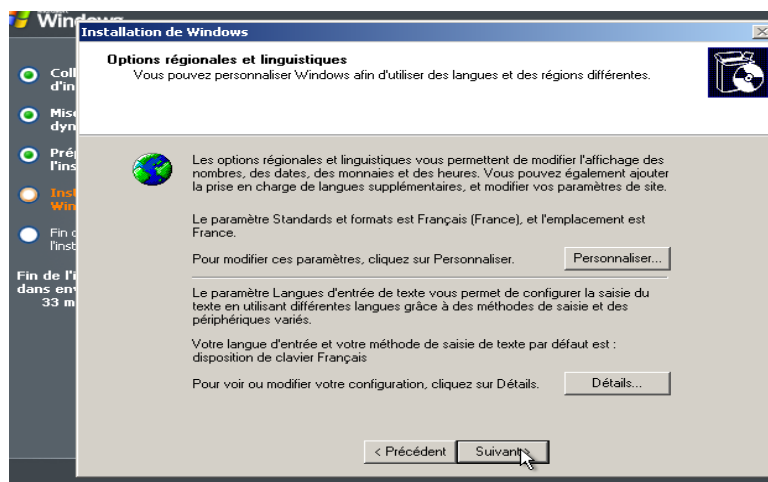 Windows
Installation de Windows
Options régionales et linguistiques
Vous pouvez personnaliser Windows afin d'utiliser des langues et des régions différentes.
Coll
d'in
Mise
dyn
Prép
l'ins
Inst
Win
Fin d
l'inst
Fin de l'i
dans env
33 m
Les options régionales et linguistiques vous permettent de modifier l'affichage des
nombres, des dates, des monnaies et des heures. Vous pouvez également ajouter
la prise en charge de langues supplémentaires, et modifier vos paramètres de site.
Le paramètre Standards et formats est Français (France), et l'emplacement est
France.
Pour modifier ces paramètres, cliquez sur Personnaliser.
Personnaliser...
Le paramètre Langues d'entrée de texte vous permet de configurer la saisie du
texte en utilisant différentes langues grâce à des méthodes de saisie et des
périphériques variés.
Votre langue d'entrée et votre méthode de saisie de texte par défaut est :
disposition de clavier Français
Pour voir ou modifier votre configuration, cliquez sur Détails.
Détails...
< Précédent
Suivant >